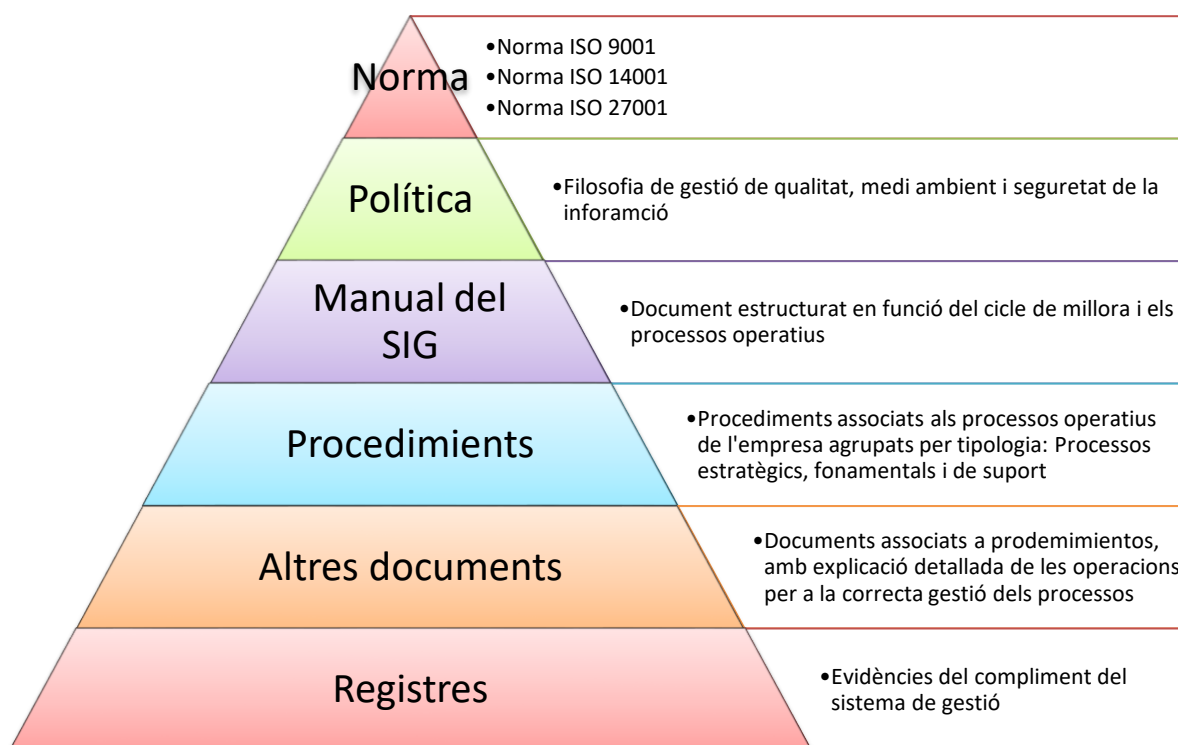 Norma
•Norma ISO 9001
•Norma ISO 14001
•Norma ISO 27001
Política
•Filosofia de gestió de qualitat, medi ambient i seguretat de la
inforamció
Manual del
SIG
•Document estructurat en funció del cicle de millora i els
processos operatius
Procedimients
•Procediments associats als processos operatius
de l'empresa agrupats per tipologia: Processos
estratègics, fonamentals i de suport
Altres documents
•Documents associats a prodemimientos,
amb explicació detallada de les operacions
per a la correcta gestió dels processos
Registres
•Evidències del compliment del
sistema de gestió